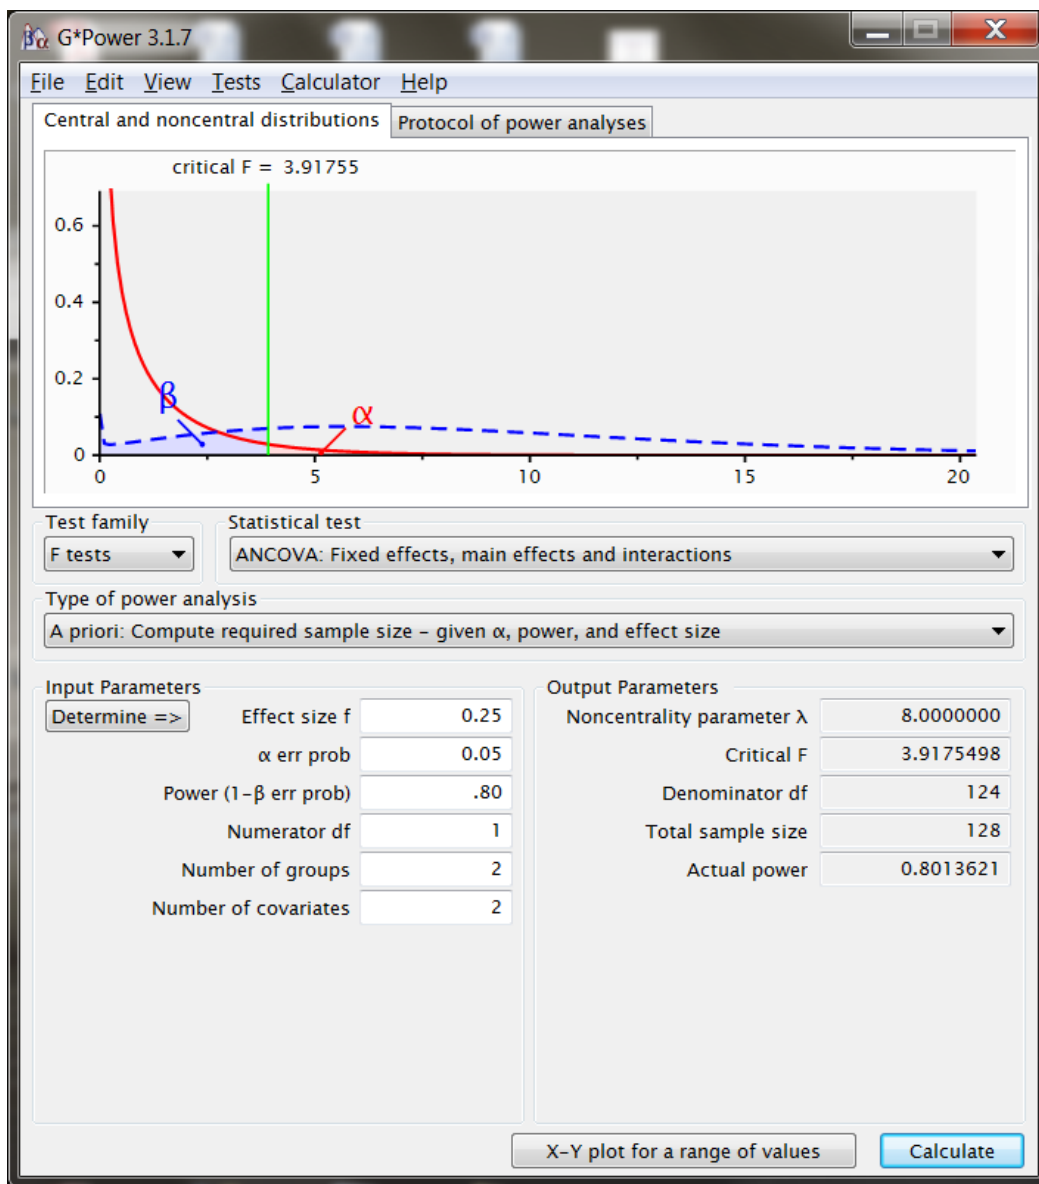 G*Power 3.1.7
File Edit View Tests Calculator Help
Central and noncentral distributions Protocol of power analyses
critical F = 3.91755
0.6
0.4
0.2
0
β
α
0 5 10 15 20
Test family Statistical test
F tests ANCOVA: Fixed effects, main effects and interactions
Type of power analysis
A priori: Compute required sample size – given α, power, and effect size
Input Parameters Output Parameters
Determine => Effect size f 0.25 Noncentrality parameter λ 8.0000000
α err prob 0.05 Critical F 3.9175498
Power (1–β err prob) .80 Denominator df 124
Numerator df 1 Total sample size 128
Number of groups 2 Actual power 0.8013621
Number of covariates 2
X–Y plot for a range of values Calculate